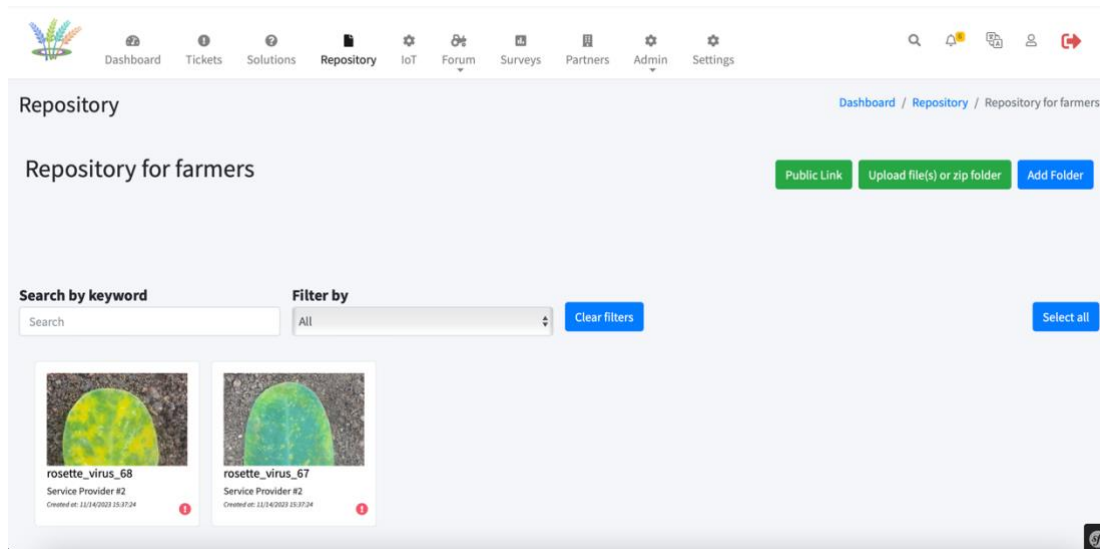 Dashboard Tickets Solutions Repository IoT Forum Surveys Partners Admin Settings
Repository
Dashboard / Repository / Repository for farmers
Repository for farmers
Public Link
Upload file(s) or zip folder
Add Folder
Search by keyword
Filter by
Search
All
Clear filters
Select all
rosette_virus_68
Service Provider #2
Created at: 11/14/2023 15:37:24
rosette_virus_67
Service Provider #2
Created at: 11/14/2023 15:37:24